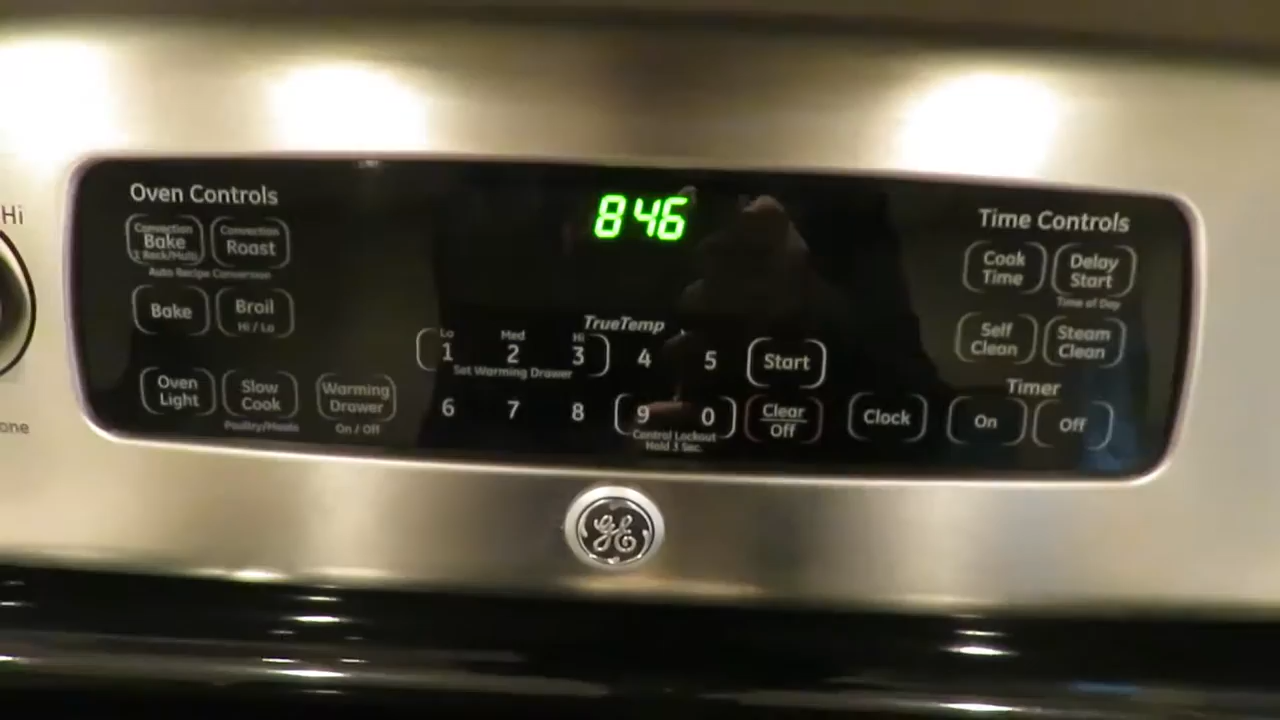 Hi
Oven Controls
Convection
Bake
1 Rack/Multi
Convection
Roast
Auto Recipe Conversion
Bake
Broil
Hi / Lo
Oven
Light
Slow
Cook
Poultry/Meats
Warming
Drawer
On / Off
846
TrueTemp
Lo
1
Med
2
Hi
3
4
5
Set Warming Drawer
6
7
8
9
0
Control Lockout
Hold 3 Sec.
Start
Clear
Off
Clock
Time Controls
Cook
Time
Delay
Start
Time of Day
Self
Clean
Steam
Clean
Timer
On
Off
GE